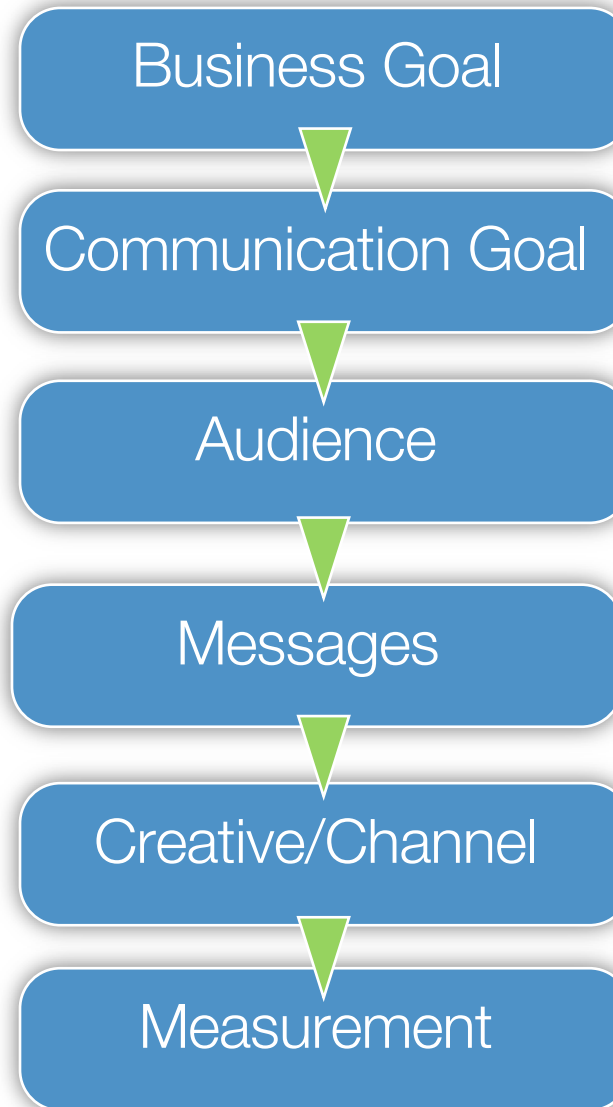 Business Goal
Communication Goal
Audience
Messages
Creative/Channel
Measurement